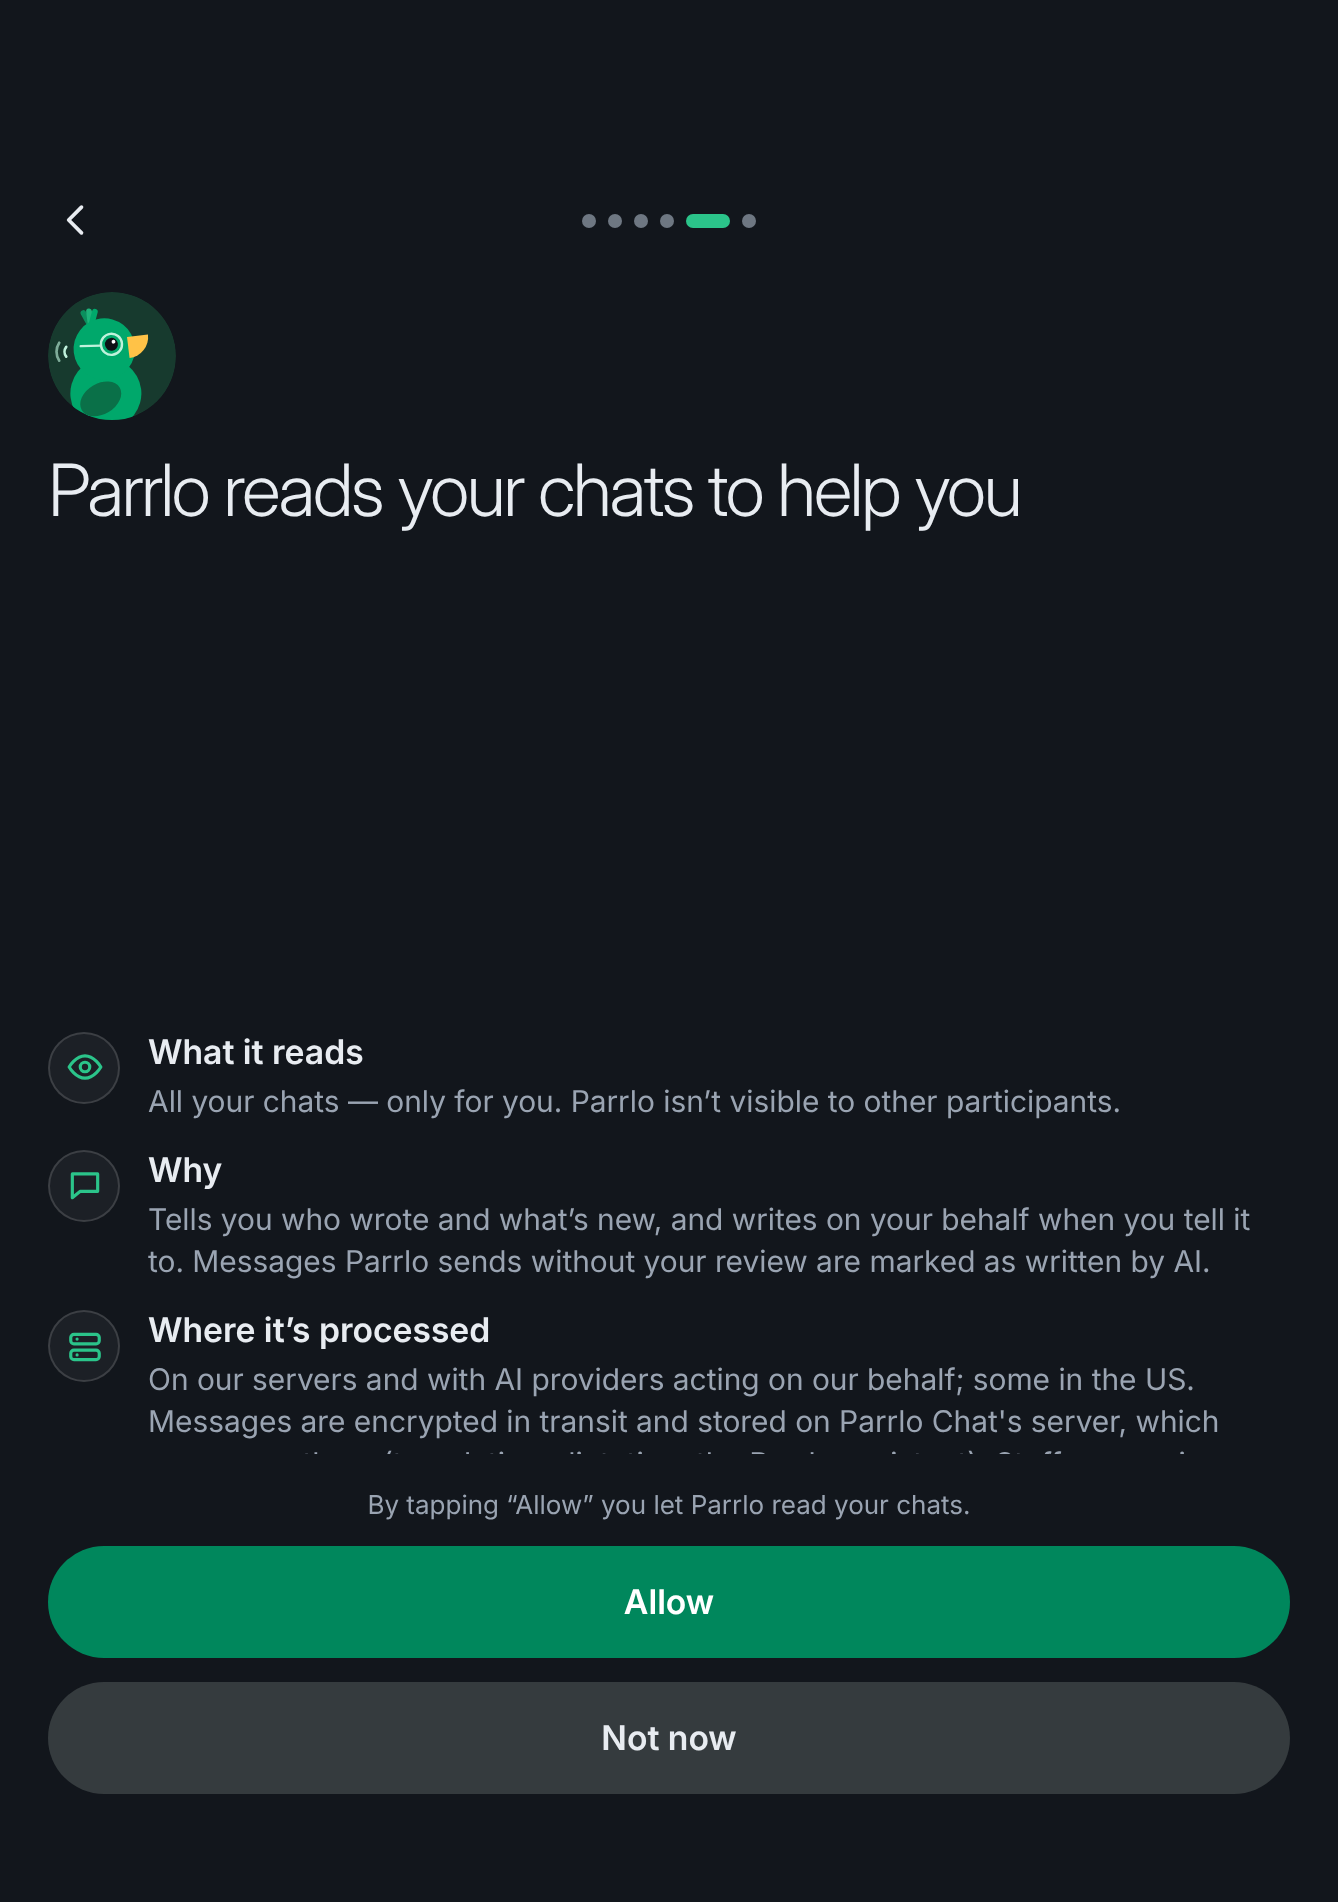 Parrlo reads your chats to help you
What it reads
All your chats — only for you. Parrlo isn’t visible to other participants.
Why
Tells you who wrote and what’s new, and writes on your behalf when you tell it
to. Messages Parrlo sends without your review are marked as written by AI.
Where it’s processed
On our servers and with AI providers acting on our behalf; some in the US.
Messages are encrypted in transit and stored on Parrlo Chat's server, which
By tapping “Allow” you let Parrlo read your chats.
Allow
Not now